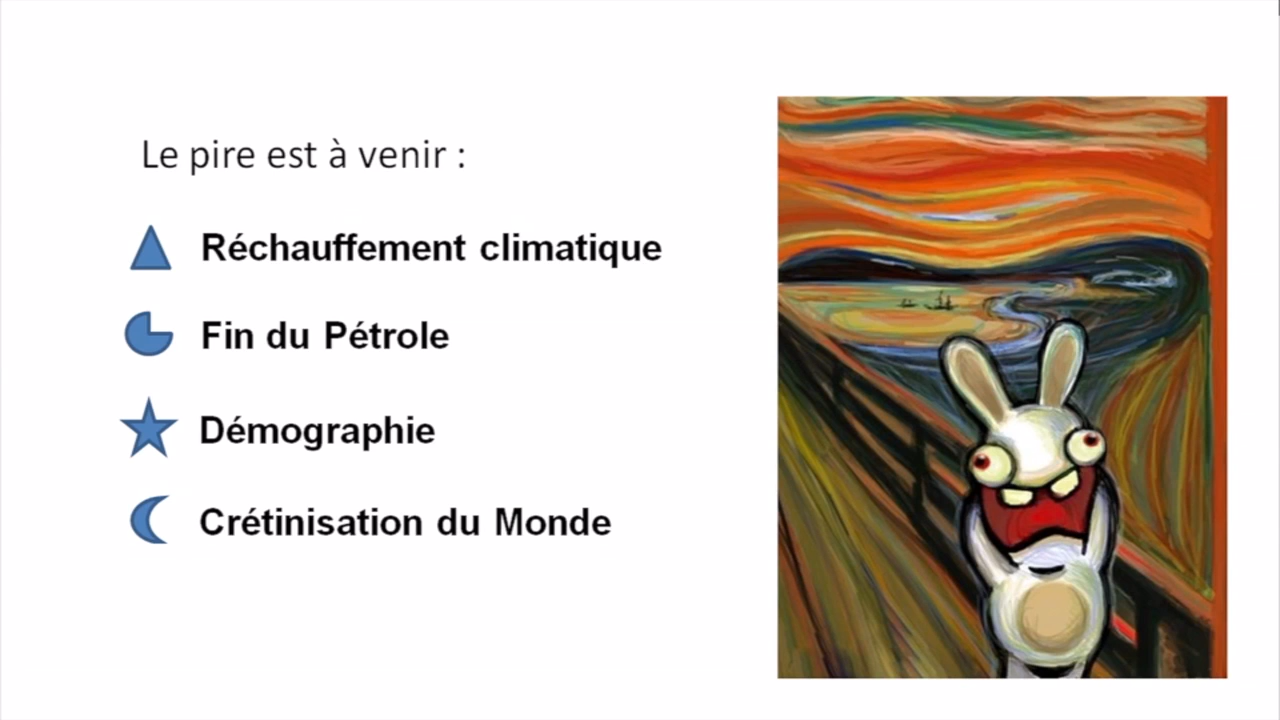 Le pire est à venir :
Réchauffement climatique
Fin du Pétrole
Démographie
Crétinisation du Monde